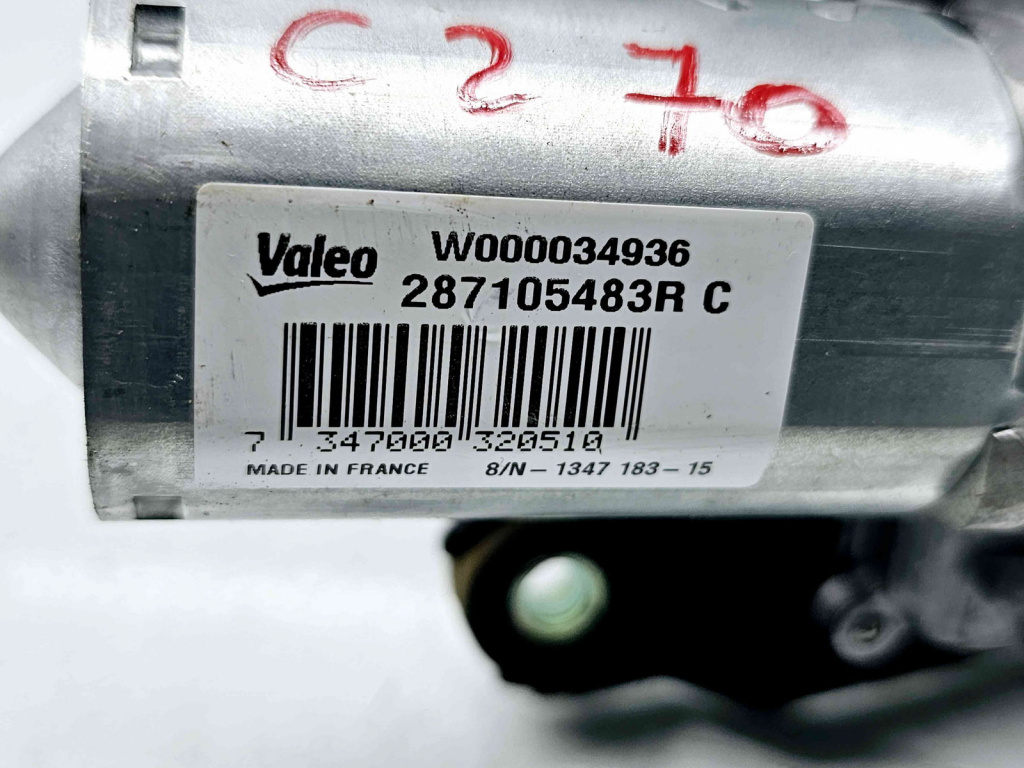 C 270
Valeo W000034936
287105483R C
7 347000 320510
MADE IN FRANCE 8/N - 1347 183 - 15